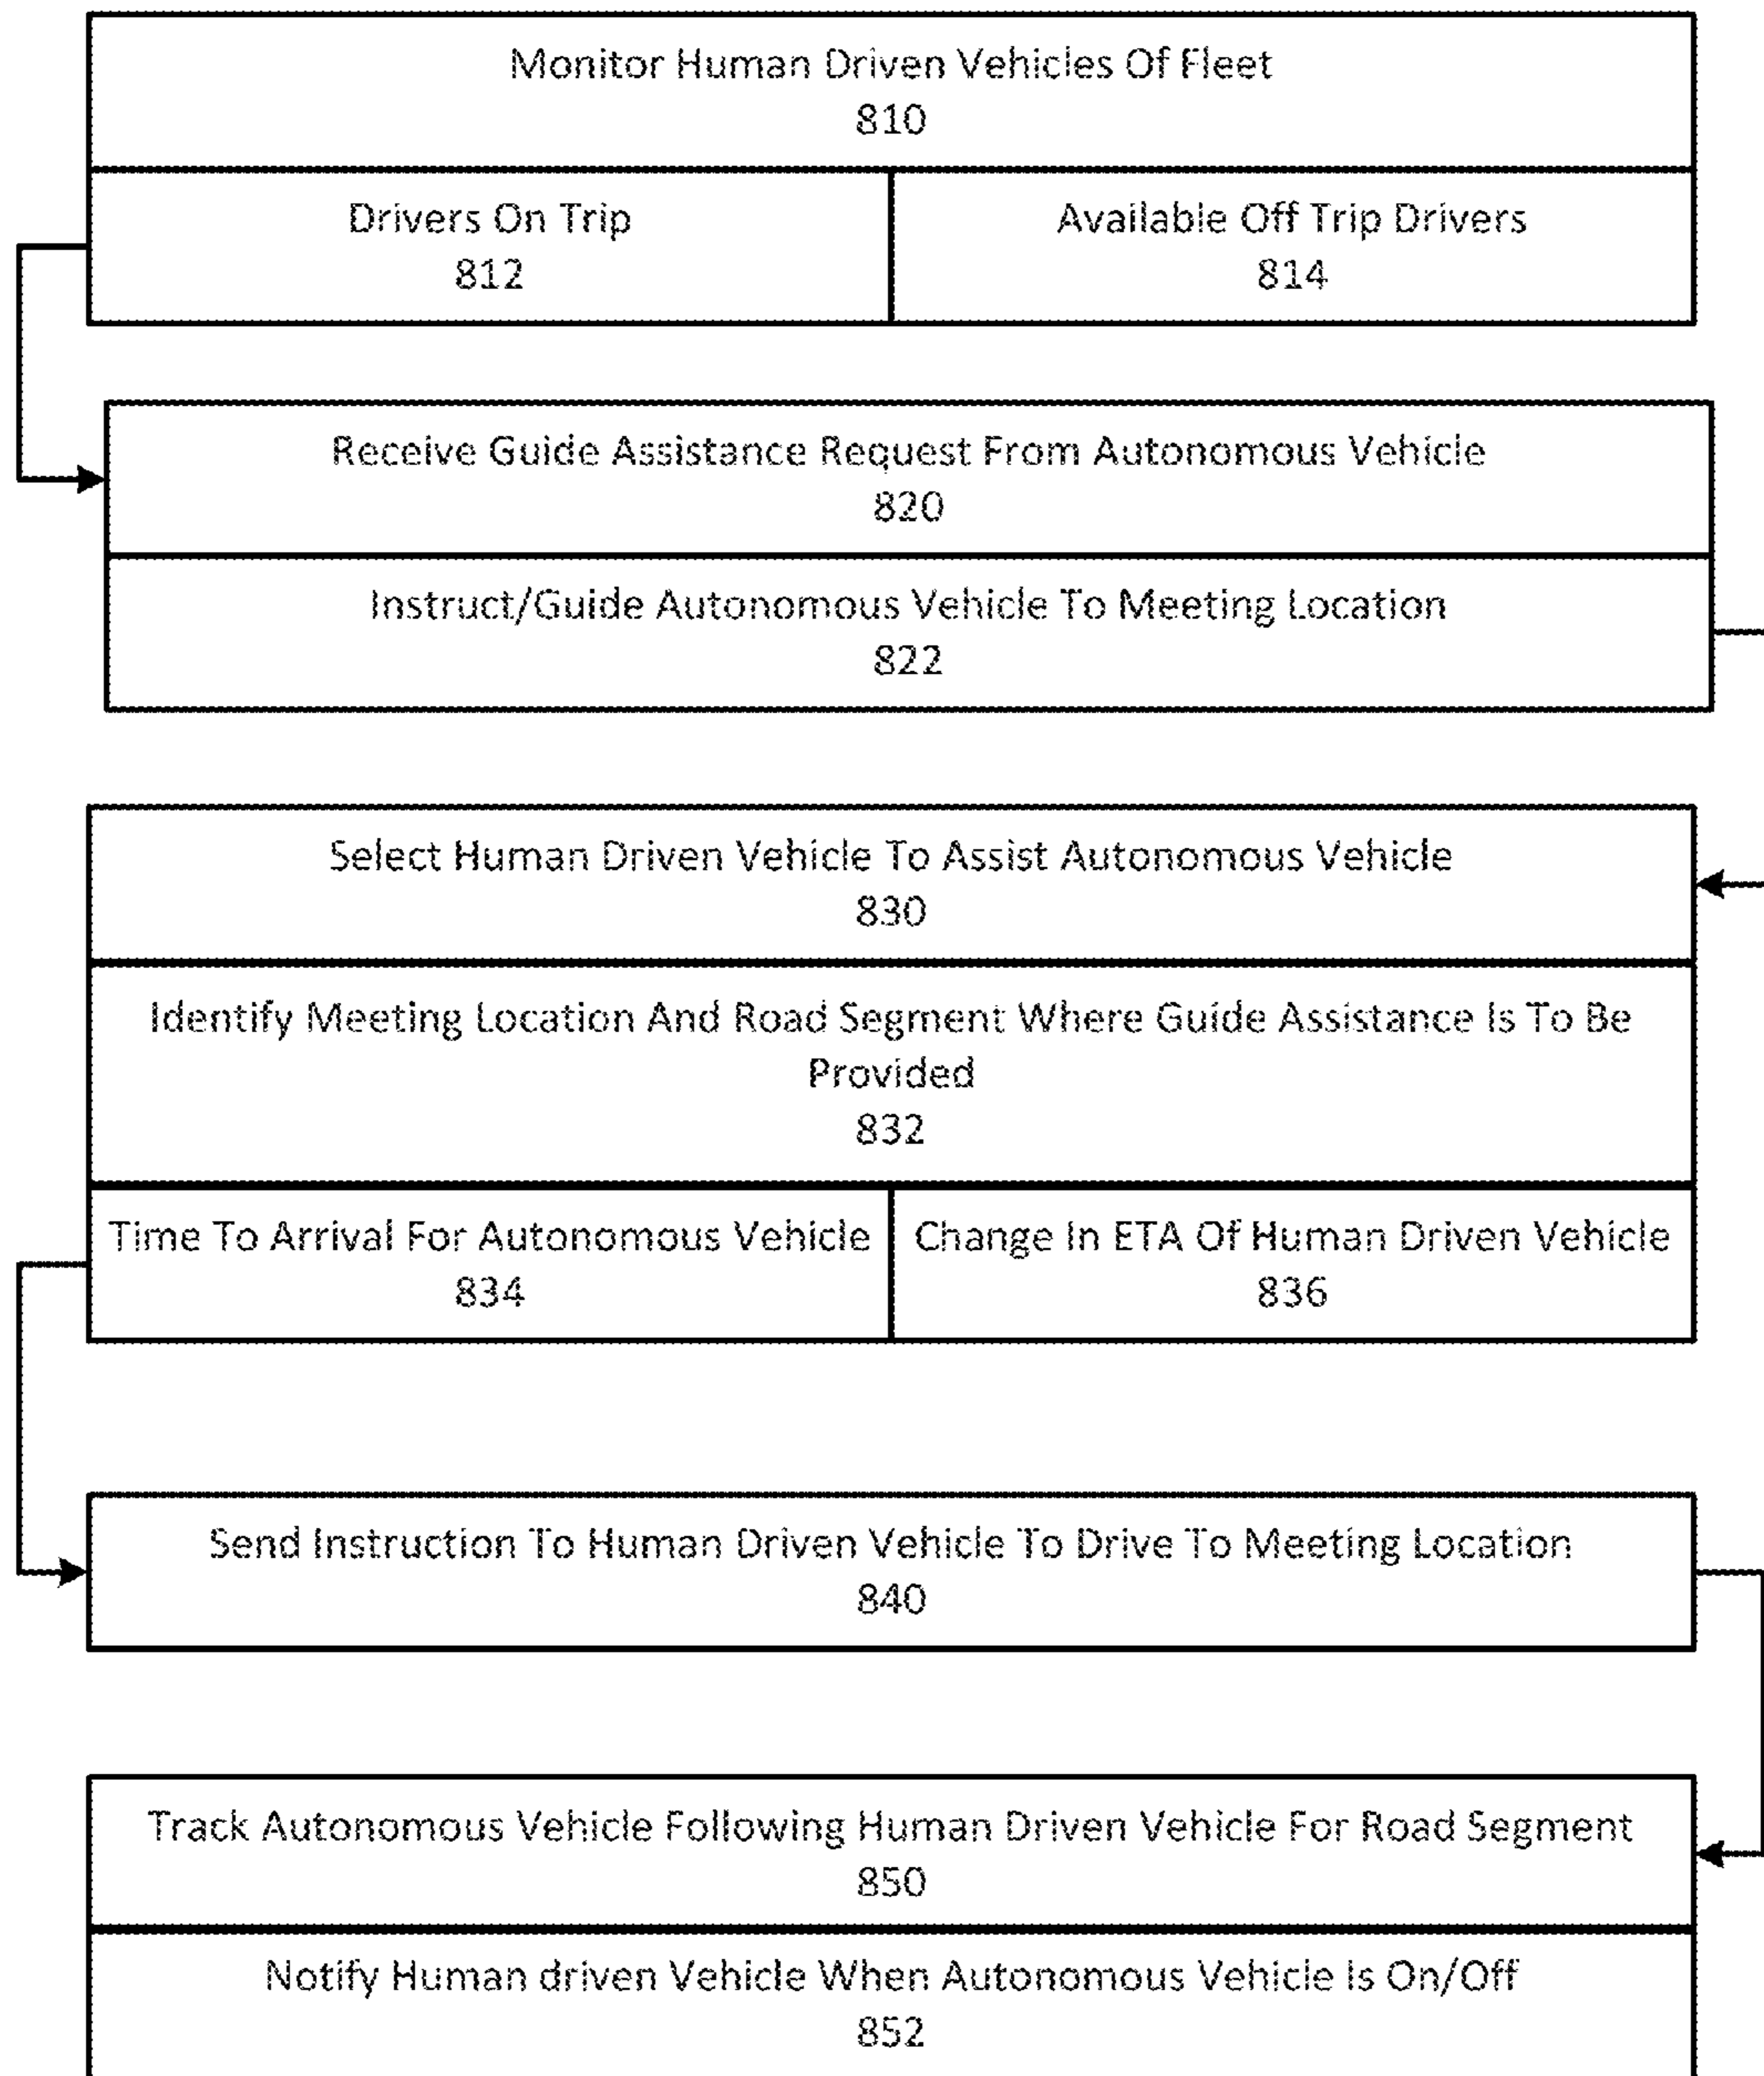 Monitor Human Driven Vehicles Of Fleet
810
Drivers On Trip
812
Available Off Trip Drivers
814
Receive Guide Assistance Request From Autonomous Vehicle
820
Instruct/Guide Autonomous Vehicle To Meeting Location
822
Select Human Driven Vehicle To Assist Autonomous Vehicle
830
Identify Meeting Location And Road Segment Where Guide Assistance Is To Be
Provided
832
Time To Arrival For Autonomous Vehicle
834
Change In ETA Of Human Driven Vehicle
836
Send Instruction To Human Driven Vehicle To Drive To Meeting Location
840
Track Autonomous Vehicle Following Human Driven Vehicle For Road Segment
850
Notify Human driven Vehicle When Autonomous Vehicle Is On/Off
852